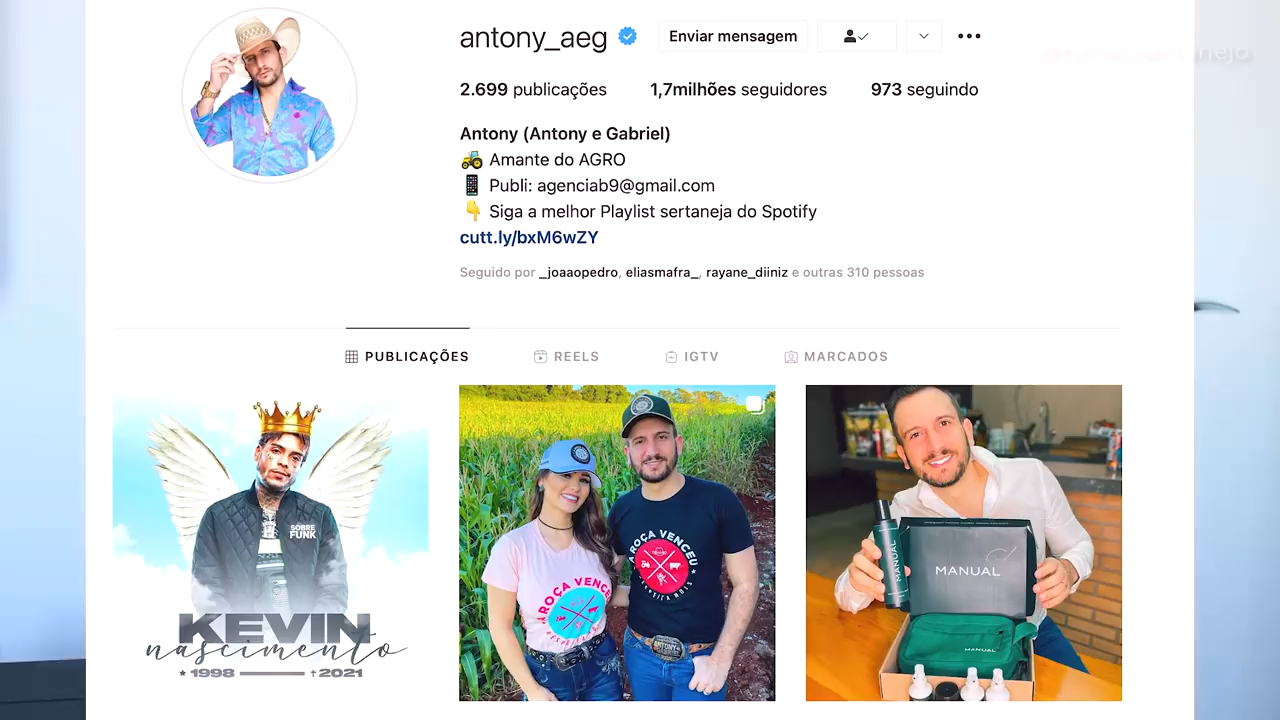 antony_aeg
Enviar mensagem
2.699 publicações
1,7milhões seguidores
973 seguindo
Antony (Antony e Gabriel)
🚜 Amante do AGRO
📱 Publi: agenciab9@gmail.com
👇 Siga a melhor Playlist sertaneja do Spotify
cutt.ly/bxM6wZY
Seguido por _joaaopedro, eliasmafra_, rayane_diiniz e outras 310 pessoas
PUBLICAÇÕES
REELS
IGTV
MARCADOS
SOBRE
FUNK
KEVIN
nascimento
★ 1998 † 2021
A ROÇA VENCEU
A ROÇA VENCEU
ANTONY
MANUAL
MANUAL
MANUAL